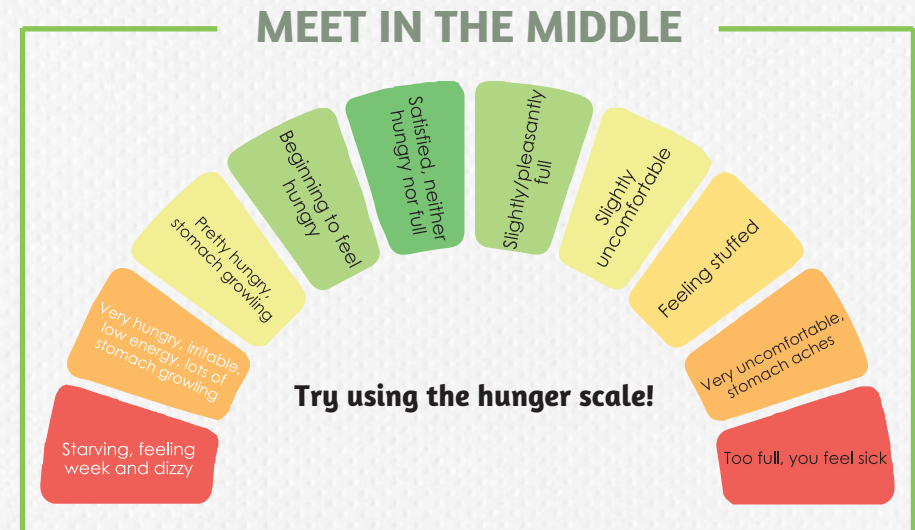 MEET IN THE MIDDLE
Starving, feeling
week and dizzy
Very hungry, irritable,
low energy, lots of
stomach growling
Pretty hungry,
stomach growling
Beginning to feel
hungry
Satisfied, neither
hungry nor full
Slightly/pleasantly
full
Slightly
uncomfortable
Feeling stuffed
Very uncomfortable,
stomach aches
Too full, you feel sick
Try using the hunger scale!